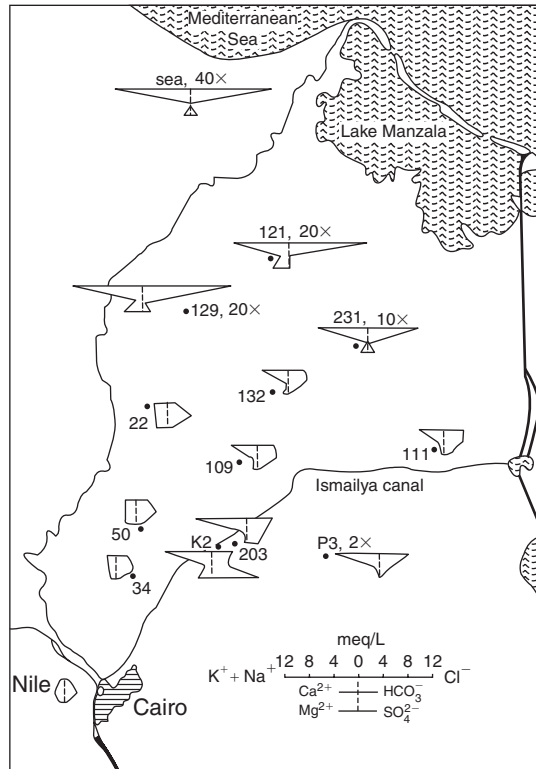 Mediterranean
Sea
sea, 40×
Lake Manzala
121, 20×
129, 20×
231, 10×
132
22
109
111
Ismailya canal
50
K2
203
P3, 2×
34
meq/L
K⁺ + Na⁺ 12 8 4 0 4 8 12 Cl⁻
Ca²⁺ HCO₃⁻
Mg²⁺ SO₄²⁻
Nile
Cairo